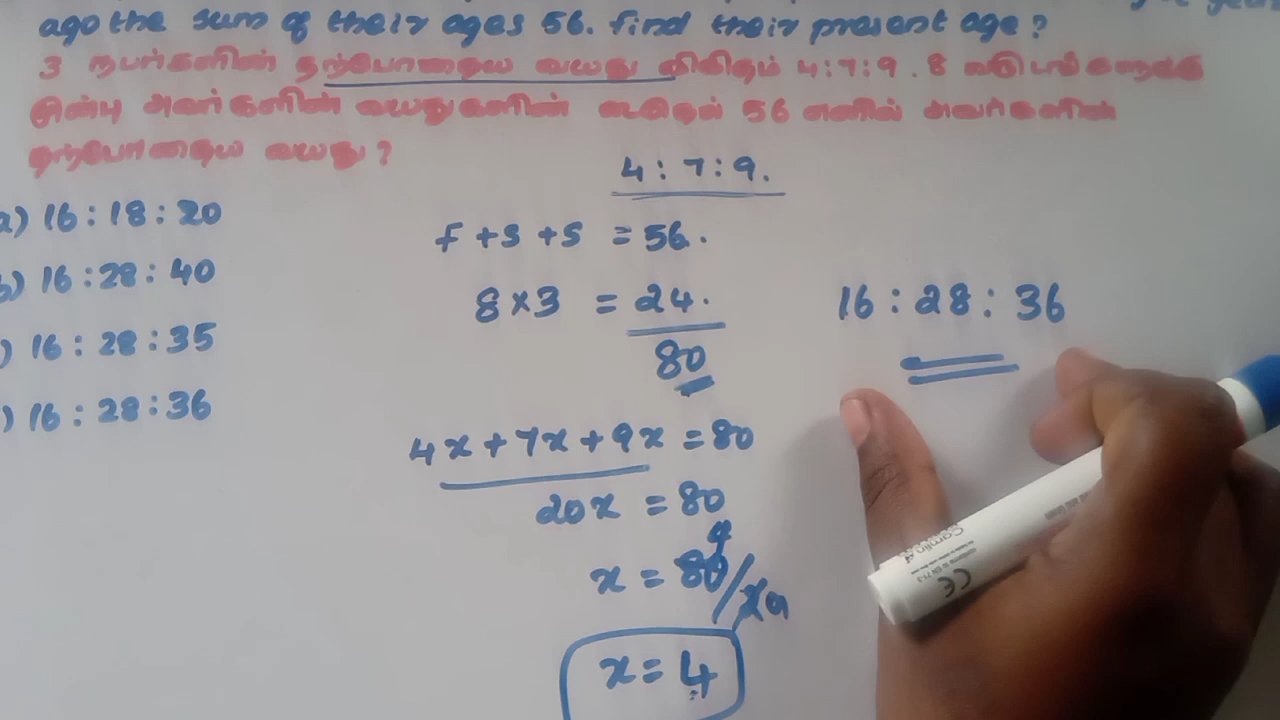 ago the sum of their ages 56. Find their present age?
3 நபர்களின் தற்போதைய வயது விகிதம் 4:7:9. 8 வருடங்களுக்கு
முன்பு அவர்களின் வயதுகளின் கூடுதல் 56 எனில் அவர்களின்
தற்போதைய வயது?
4:7:9.
a) 16:18:20
F+S+S = 56.
b) 16:28:40
8×3 = 24.
16:28:36
) 16:28:35
80
) 16:28:36
4x+7x+9x = 80
20x = 80
4
x = 80/20
x = 4
Camlin
CE